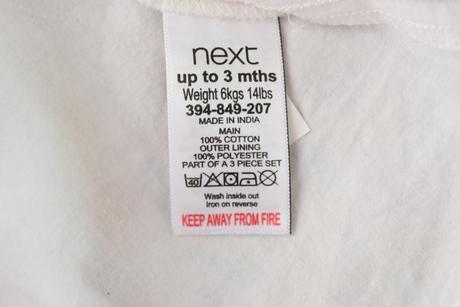 next
up to 3 mths
Weight 6kgs 14lbs
394-849-207
MADE IN INDIA
MAIN
100% COTTON
OUTER LINING
100% POLYESTER
PART OF A 3 PIECE SET
40
Wash inside out
iron on reverse
KEEP AWAY FROM FIRE